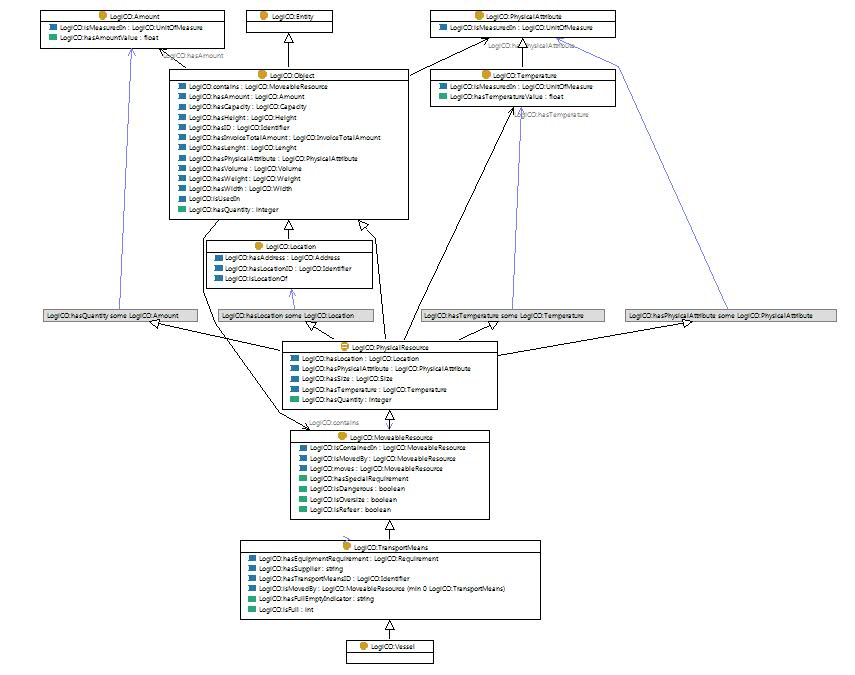 LogICO:Amount
LogICO:isMeasuredIn : LogICO:UnitOfMeasure
LogICO:hasAmountValue : float
LogICO:Entity
LogICO:PhysicalAttribute
LogICO:isMeasuredIn : LogICO:UnitOfMeasure
LogICO:hasAmount
LogICO:hasPhysicalAttribute
LogICO:Object
LogICO:contains : LogICO:MoveableResource
LogICO:hasAmount : LogICO:Amount
LogICO:hasCapacity : LogICO:Capacity
LogICO:hasHeight : LogICO:Height
LogICO:hasID : LogICO:Identifier
LogICO:hasInvoiceTotalAmount : LogICO:InvoiceTotalAmount
LogICO:hasLenght : LogICO:Lenght
LogICO:hasPhysicalAttribute : LogICO:PhysicalAttribute
LogICO:hasVolume : LogICO:Volume
LogICO:hasWeight : LogICO:Weight
LogICO:hasWidth : LogICO:Width
LogICO:isUsedIn
LogICO:hasQuantity : integer
LogICO:Temperature
LogICO:isMeasuredIn : LogICO:UnitOfMeasure
LogICO:hasTemperatureValue : float
LogICO:hasTemperature
LogICO:Location
LogICO:hasAddress : LogICO:Address
LogICO:hasLocationID : LogICO:Identifier
LogICO:isLocationOf
LogICO:hasQuantity some LogICO:Amount
LogICO:hasLocation some LogICO:Location
LogICO:hasTemperature some LogICO:Temperature
LogICO:hasPhysicalAttribute some LogICO:PhysicalAttribute
LogICO:PhysicalResource
LogICO:hasLocation : LogICO:Location
LogICO:hasPhysicalAttribute : LogICO:PhysicalAttribute
LogICO:hasSize : LogICO:Size
LogICO:hasTemperature : LogICO:Temperature
LogICO:hasQuantity : integer
LogICO:contains
LogICO:MoveableResource
LogICO:isContainedIn : LogICO:MoveableResource
LogICO:isMovedBy : LogICO:MoveableResource
LogICO:moves : LogICO:MoveableResource
LogICO:hasSpecialRequirement
LogICO:isDangerous : boolean
LogICO:isOversize : boolean
LogICO:isRefeer : boolean
LogICO:TransportMeans
LogICO:hasEquipmentRequirement : LogICO:Requirement
LogICO:hasSupplier : string
LogICO:hasTransportMeansID : LogICO:Identifier
LogICO:isMovedBy : LogICO:MoveableResource (min 0 LogICO:TransportMeans)
LogICO:hasFullEmptyIndicator : string
LogICO:isFull : int
LogICO:Vessel